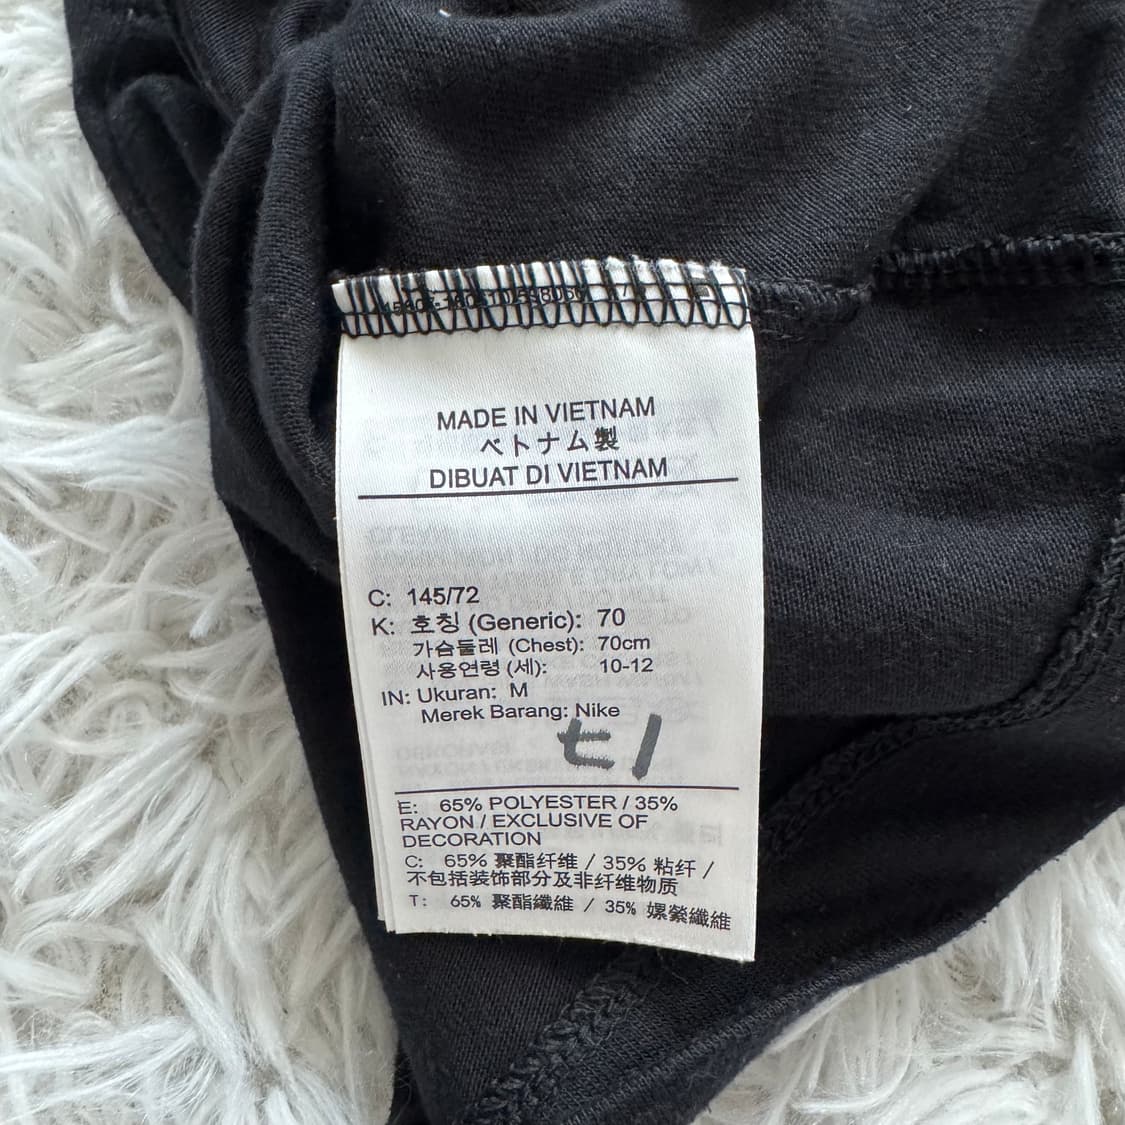 MADE IN VIETNAM
ベトナム製
DIBUAT DI VIETNAM
C: 145/72
K: 호칭 (Generic): 70
가슴둘레 (Chest): 70cm
사용연령 (세): 10-12
IN: Ukuran: M
Merek Barang: Nike
E: 65% POLYESTER / 35%
RAYON / EXCLUSIVE OF
DECORATION
C: 65% 聚酯纤维 / 35% 粘纤 /
不包括装饰部分及非纤维物质
T: 65% 聚酯纖維 / 35% 嫘縈纖維